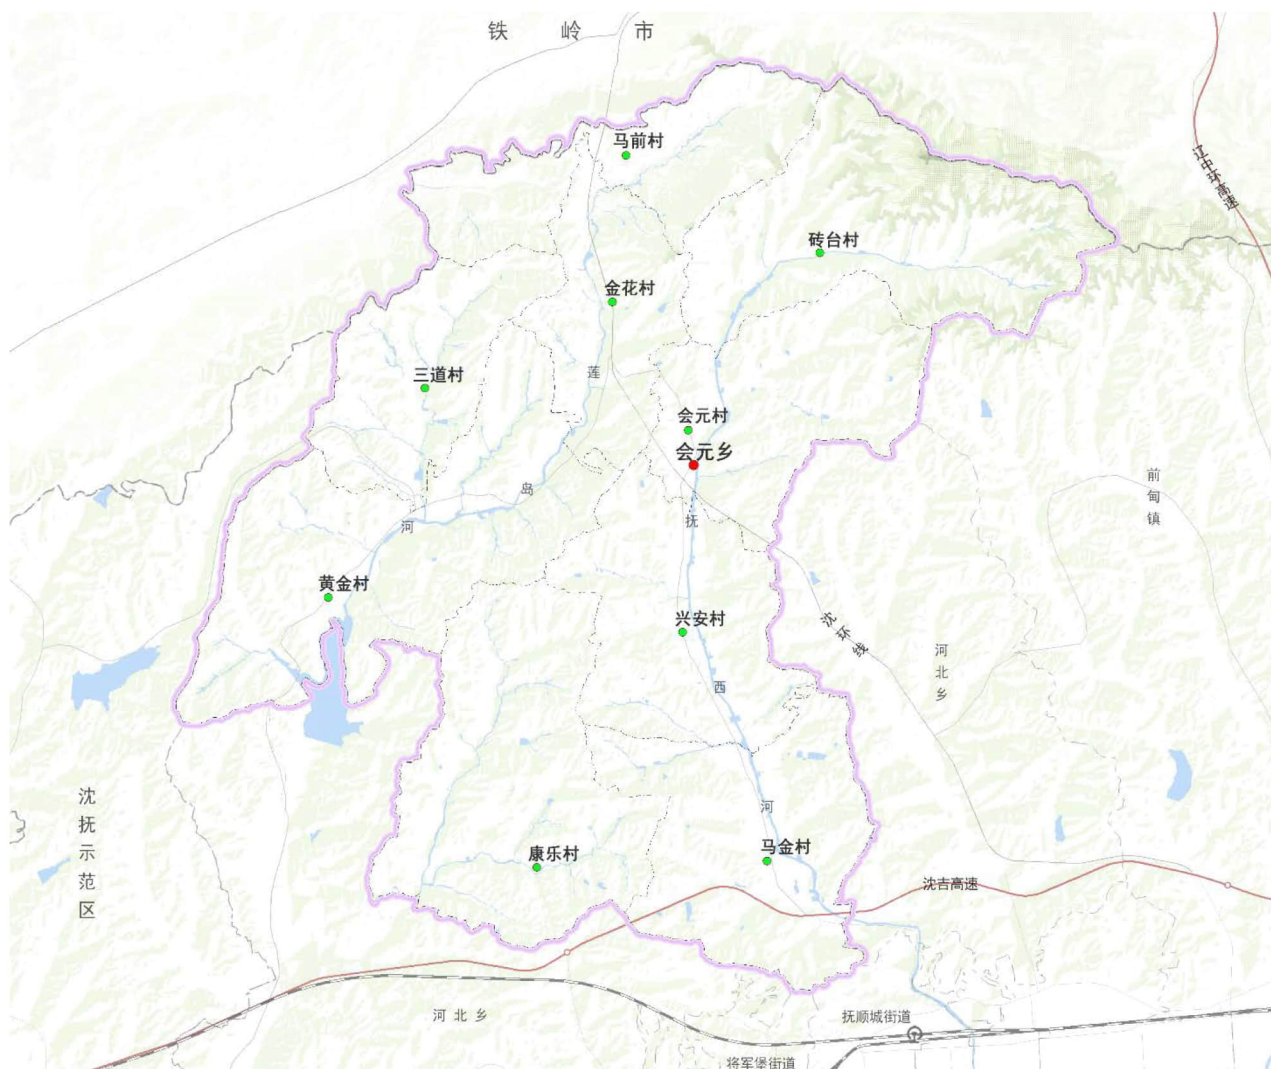 铁岭市
马前村
辽中环高速
砖台村
金花村
三道村
莲
会元村
会元乡
前甸镇
岛
河
抚
黄金村
兴安村
沈环线
河北乡
西
沈抚示范区
河
康乐村
马金村
沈吉高速
河北乡
抚顺城街道
将军堡街道